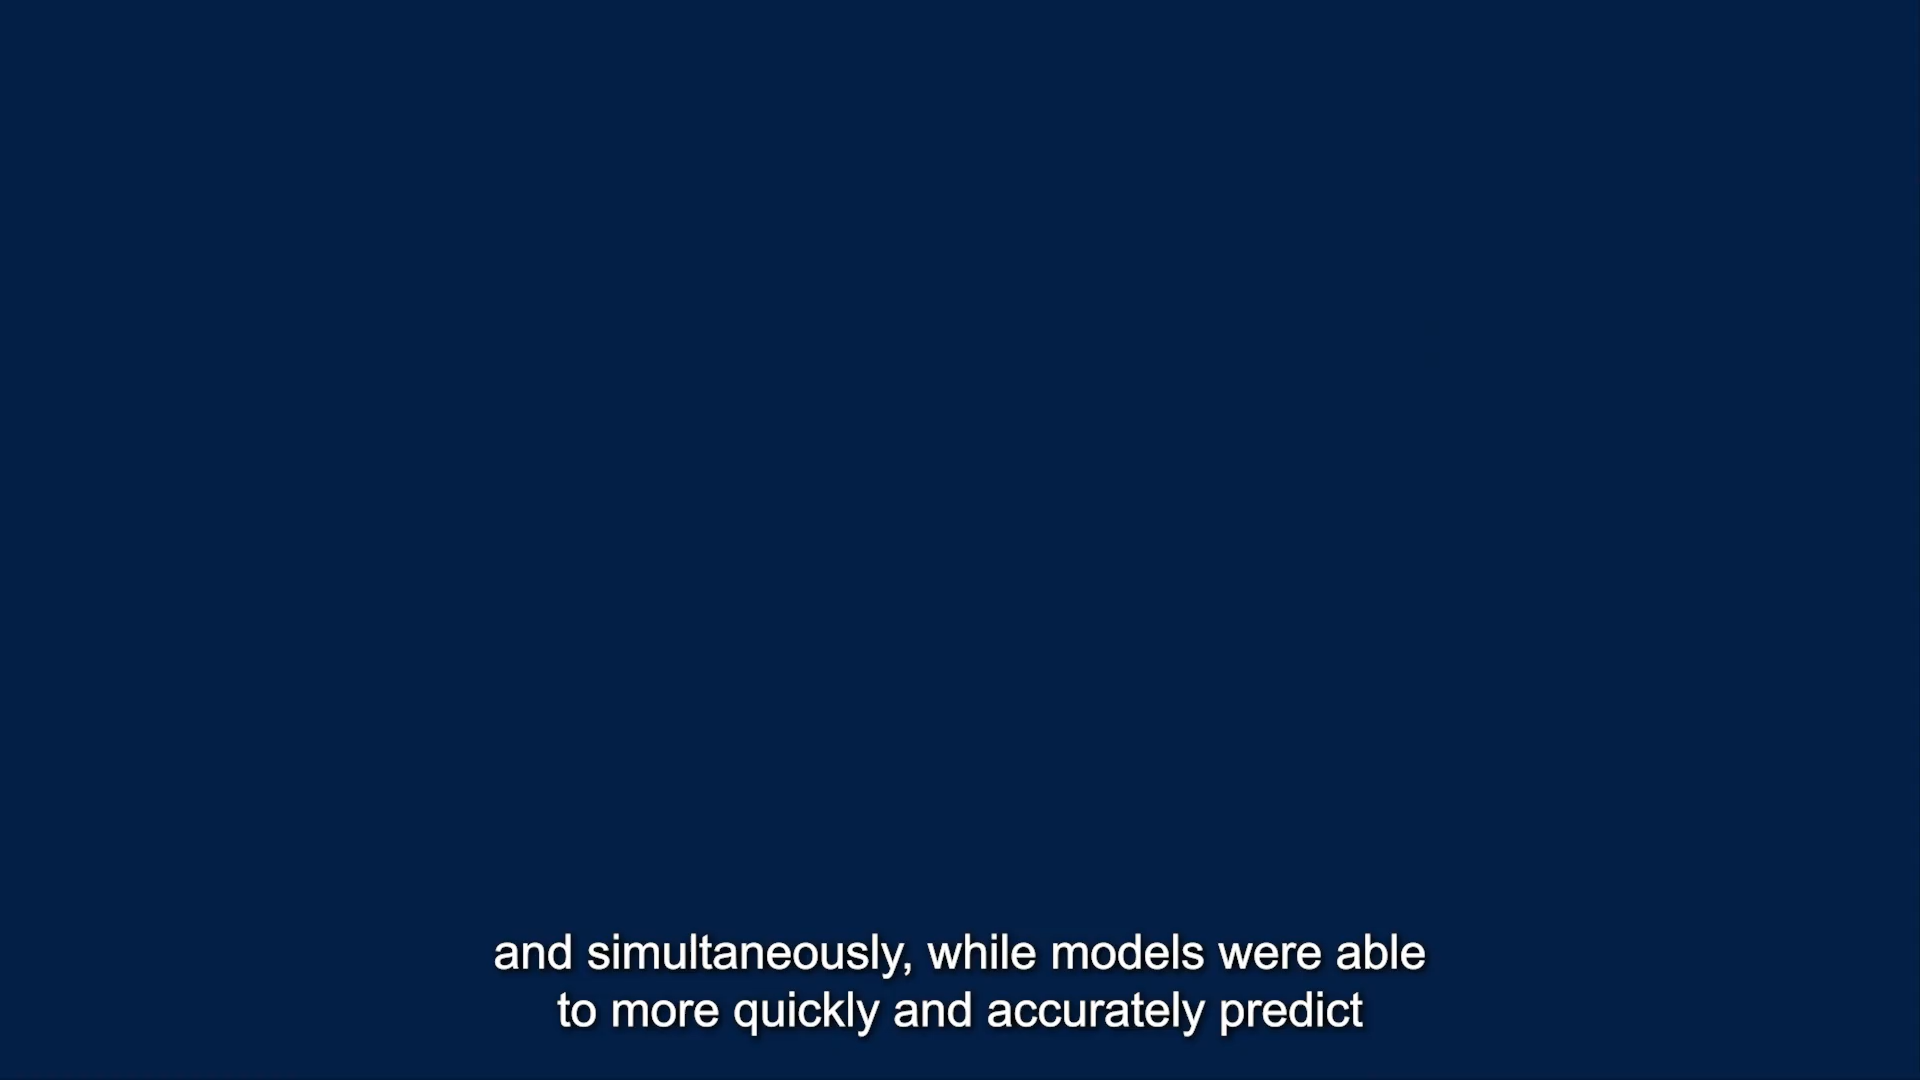 and simultaneously, while models were able
to more quickly and accurately predict